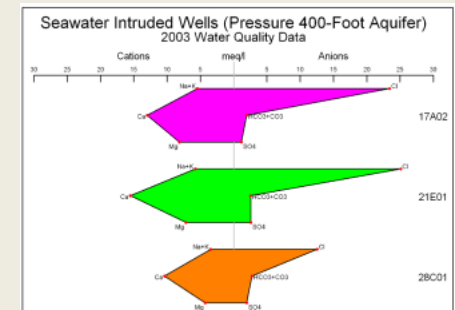 Seawater Intruded Wells (Pressure 400-Foot Aquifer)
2003 Water Quality Data
Cations meq/l Anions
30 25 20 15 10 5 5 10 15 20 25 30
Na+K Cl
Ca HCO3+CO3 17A02
Mg SO4
Na+K Cl
Ca HCO3+CO3 21E01
Mg SO4
Na+K Cl
Ca HCO3+CO3 28C01
Mg SO4